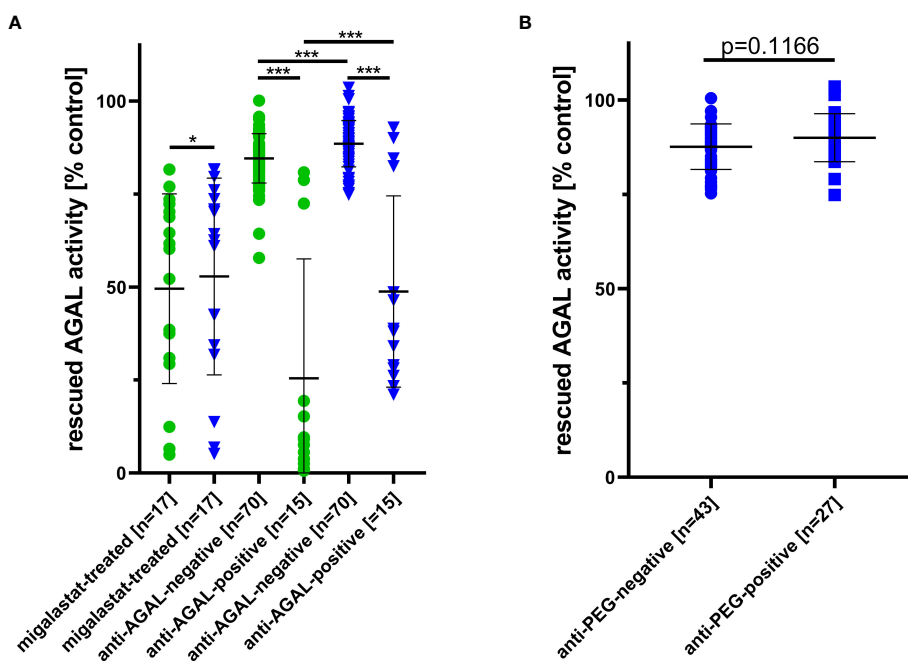 A
***
***
***
***
*
rescued AGAL activity [% control]
100
50
0
migalastat-treated [n=17]
migalastat-treated [n=17]
anti-AGAL-negative [n=70]
anti-AGAL-positive [n=15]
anti-AGAL-negative [n=70]
anti-AGAL-positive [=15]
B
p=0.1166
rescued AGAL activity [% control]
100
50
0
anti-PEG-negative [n=43]
anti-PEG-positive [n=27]